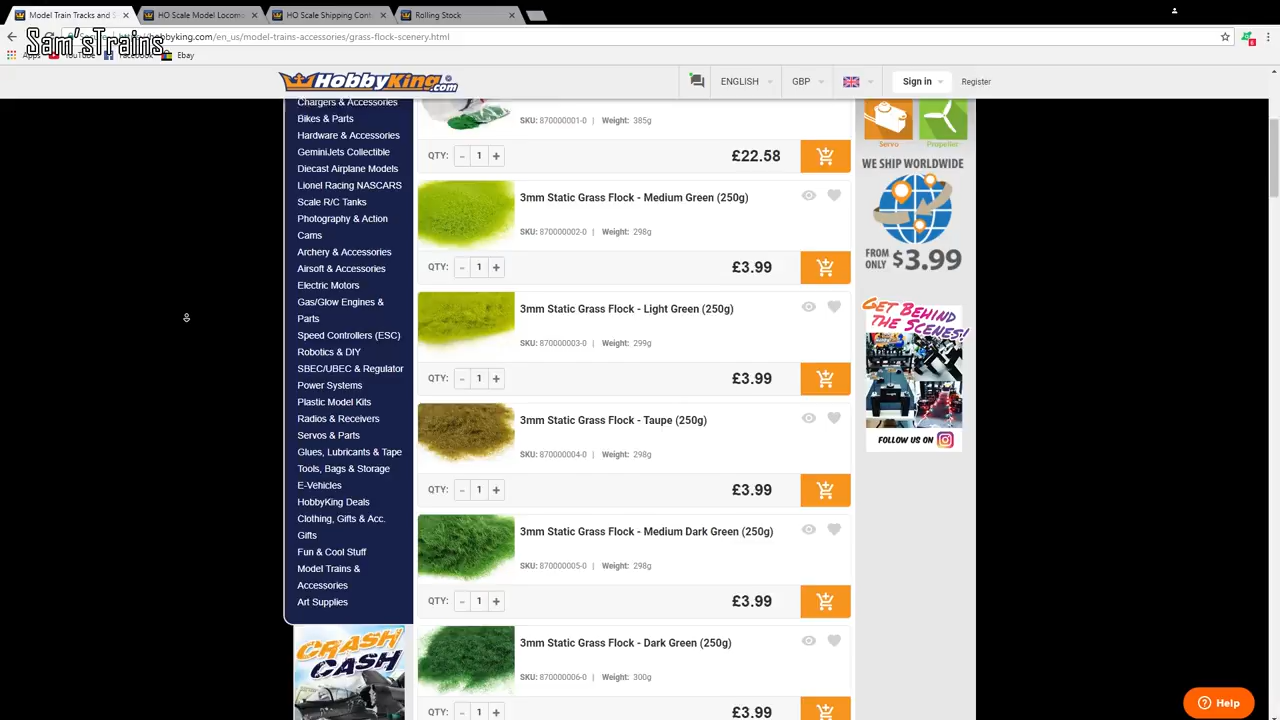 Model Train Tracks and S
HO Scale Model Locomo
HO Scale Shipping Cont
Rolling Stock
Sam'sTrains
hobbyking.com/en_us/model-trains-accessories/grass-flock-scenery.html
Apps
YouTube
Facebook
Ebay
HobbyKing.com
ENGLISH
GBP
Sign in
Register
Chargers & Accessories
Bikes & Parts
Hardware & Accessories
GeminiJets Collectible
Diecast Airplane Models
Lionel Racing NASCARS
Scale R/C Tanks
Photography & Action
Cams
Archery & Accessories
Airsoft & Accessories
Electric Motors
Gas/Glow Engines &
Parts
Speed Controllers (ESC)
Robotics & DIY
SBEC/UBEC & Regulator
Power Systems
Plastic Model Kits
Radios & Receivers
Servos & Parts
Glues, Lubricants & Tape
Tools, Bags & Storage
E-Vehicles
HobbyKing Deals
Clothing, Gifts & Acc.
Gifts
Fun & Cool Stuff
Model Trains &
Accessories
Art Supplies
CRASH
CASH
SKU: 870000001-0 | Weight: 385g
QTY: - 1 + £22.58
3mm Static Grass Flock - Medium Green (250g)
SKU: 870000002-0 | Weight: 298g
QTY: - 1 + £3.99
3mm Static Grass Flock - Light Green (250g)
SKU: 870000003-0 | Weight: 299g
QTY: - 1 + £3.99
3mm Static Grass Flock - Taupe (250g)
SKU: 870000004-0 | Weight: 298g
QTY: - 1 + £3.99
3mm Static Grass Flock - Medium Dark Green (250g)
SKU: 870000005-0 | Weight: 298g
QTY: - 1 + £3.99
3mm Static Grass Flock - Dark Green (250g)
SKU: 870000006-0 | Weight: 300g
QTY: - 1 + £3.99
Servo
Propeller
WE SHIP WORLDWIDE
FROM
ONLY $3.99
GET BEHIND
THE SCENES!
FOLLOW US ON
Help